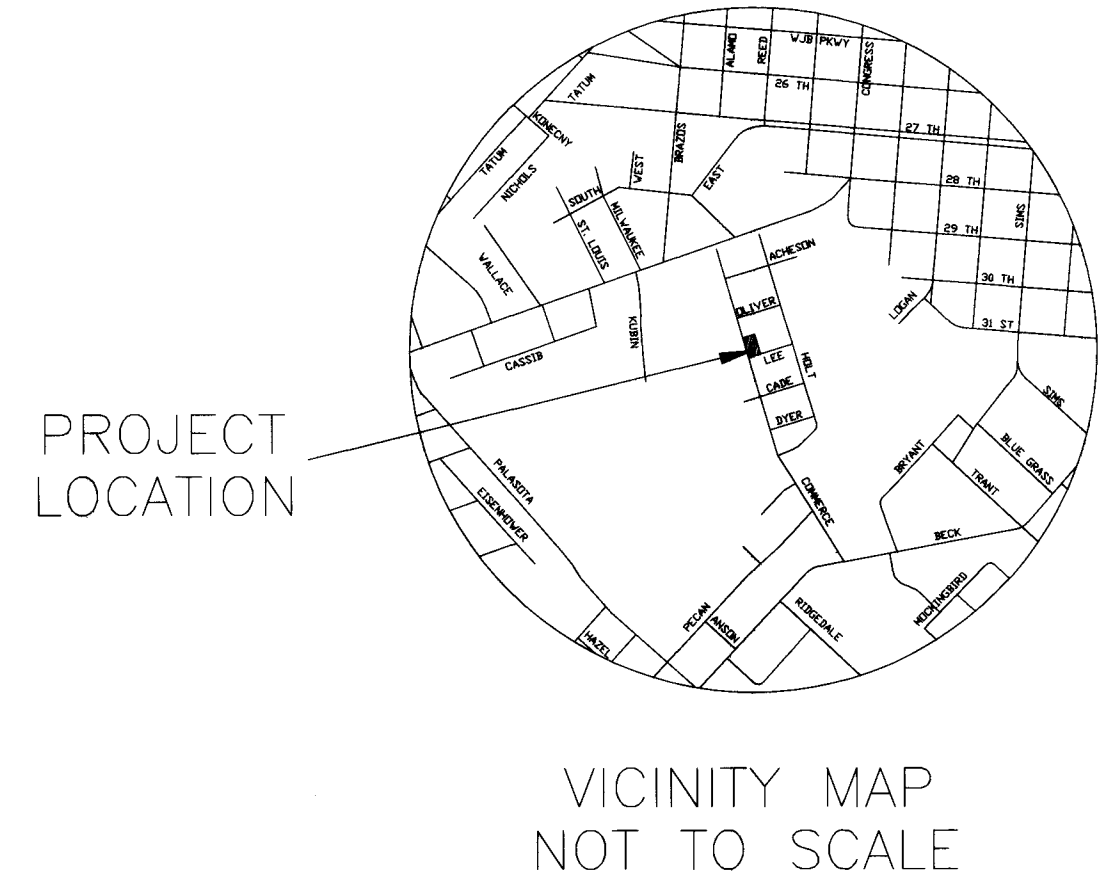 WJB PKWY
ALAMO
REED
CONGRESS
TATUM
26 TH
KONECNY
BRAZOS
27 TH
TATUM
NICHOLS
WEST
EAST
28 TH
SOUTH
MILWAUKEE
ST. LOUIS
SIMS
29 TH
WALLACE
ACHESON
30 TH
LOGAN
OLIVER
31 ST
KUBIN
CASSIB
LEE
HOLT
CADE
DYER
SIMS
PROJECT
LOCATION
BRYANT
BLUE GRASS
TRANT
PALASOTA
EISENHOWER
COMMERCE
BECK
MOCKINGBIRD
PECAN
ANSON
RIDGEDALE
HAZEL
VICINITY MAP
NOT TO SCALE